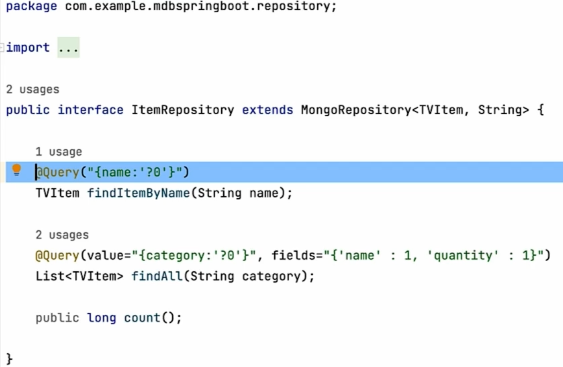 package com.example.mdbspringboot.repository;
import ...
2 usages
public interface ItemRepository extends MongoRepository<TVItem, String> {
1 usage
@Query("{name:'?0'}")
TVItem findItemByName(String name);
2 usages
@Query(value="{category:'?0'}", fields="{'name' : 1, 'quantity' : 1}")
List<TVItem> findAll(String category);
public long count();
}